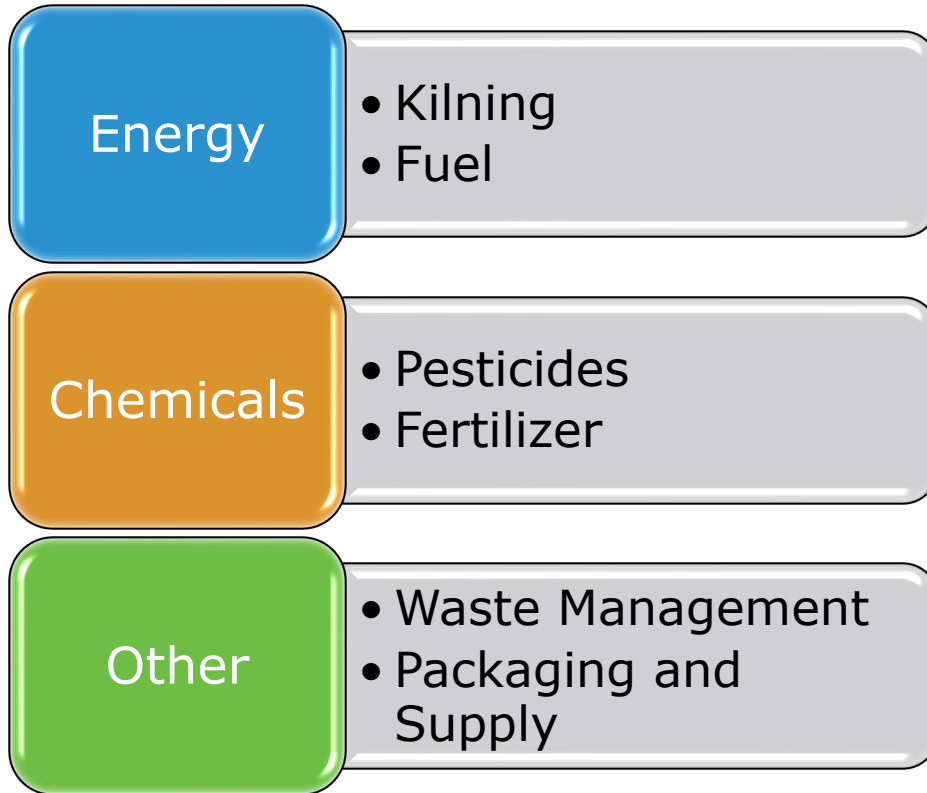 Energy
• Kilning
• Fuel
Chemicals
• Pesticides
• Fertilizer
Other
• Waste Management
• Packaging and
Supply